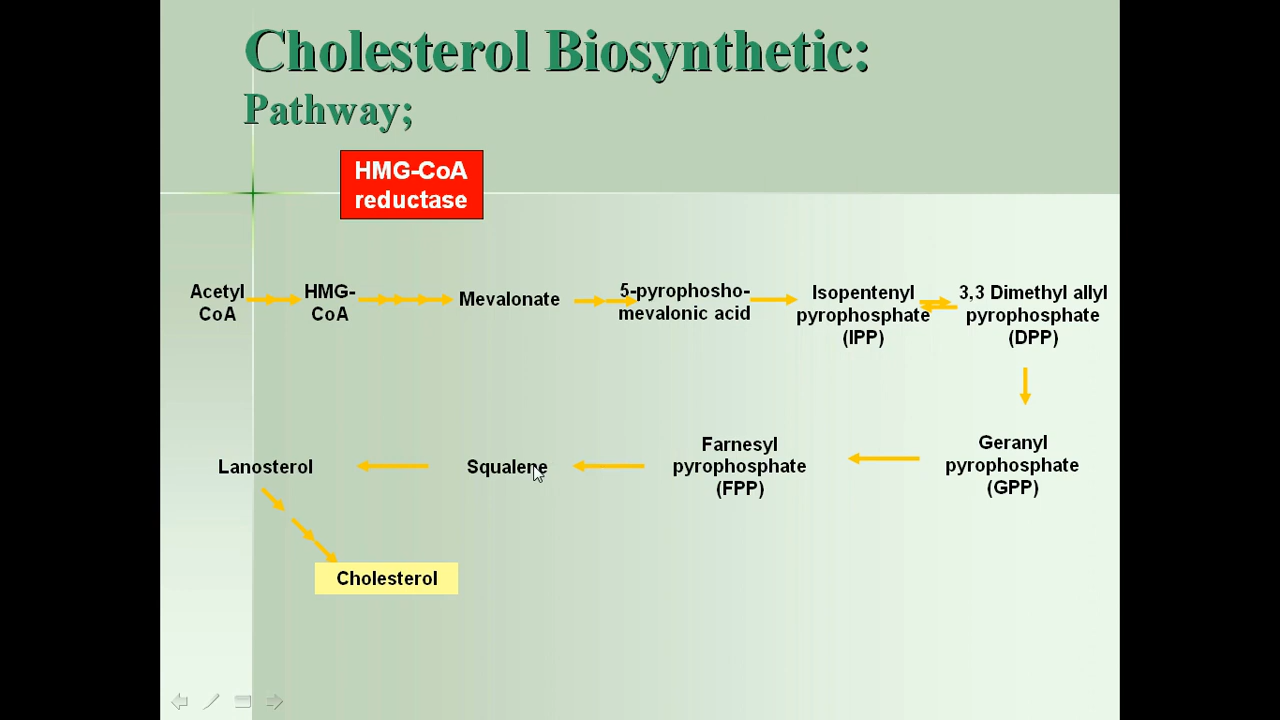 Cholesterol Biosynthetic:
Pathway;
HMG-CoA
reductase
Acetyl
CoA
HMG-
CoA
Mevalonate
5-pyrophosho-
mevalonic acid
Isopentenyl
pyrophosphate
(IPP)
3,3 Dimethyl allyl
pyrophosphate
(DPP)
Geranyl
pyrophosphate
(GPP)
Farnesyl
pyrophosphate
(FPP)
Squalene
Lanosterol
Cholesterol